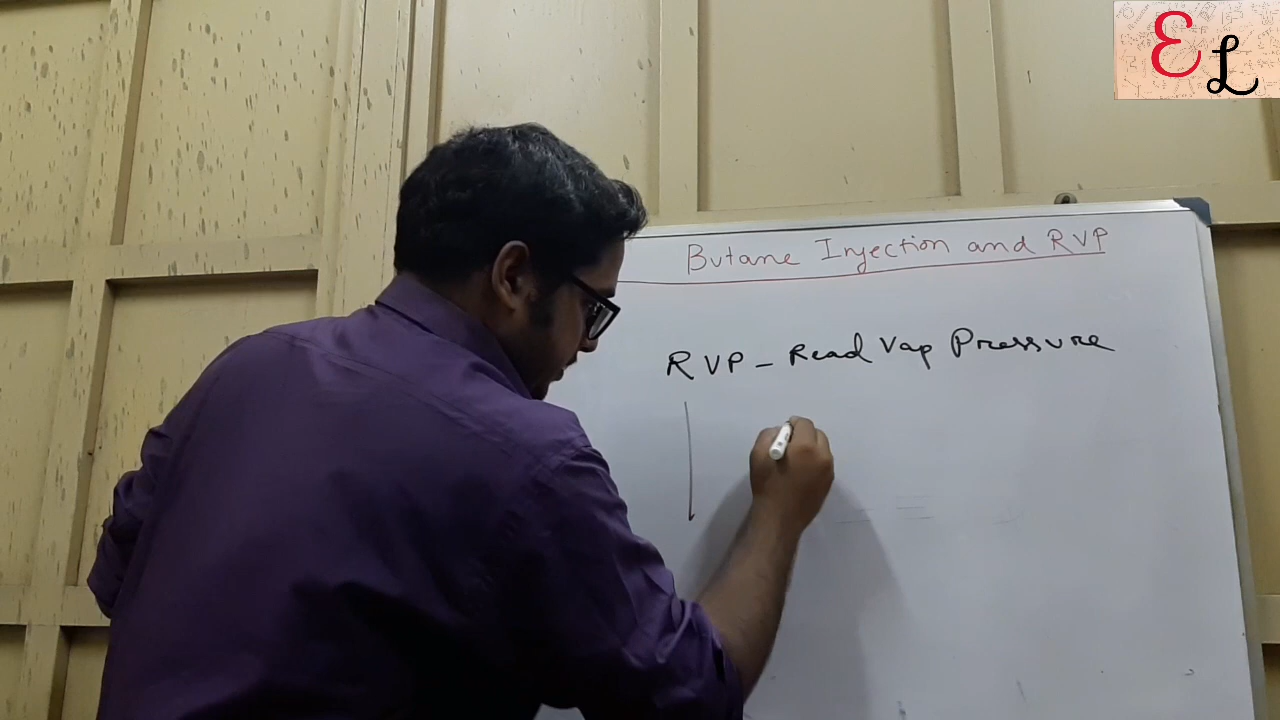 EL
Butane Injection and RVP
RVP - Read Vap Pressure